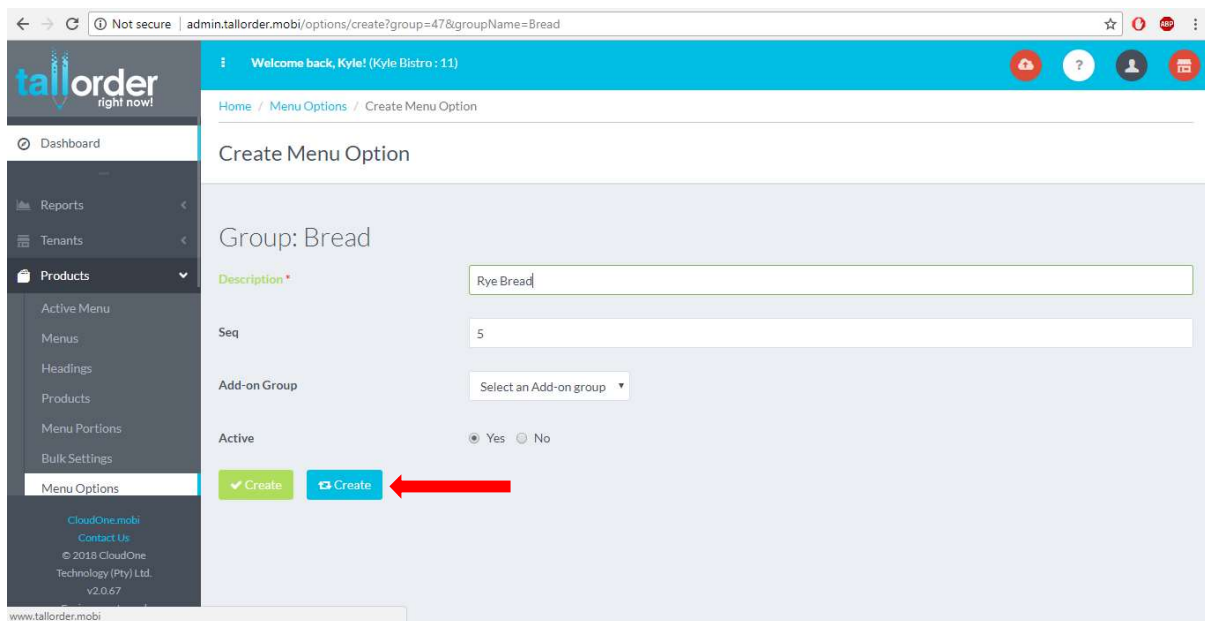 Not secure | admin.tallorder.mobi/options/create?group=47&groupName=Bread
ABP
tallorder
right now!
Welcome back, Kyle! (Kyle Bistro : 11)
?
Home / Menu Options / Create Menu Option
Dashboard
Create Menu Option
Reports
Tenants
Products
Active Menu
Menus
Headings
Products
Menu Portions
Bulk Settings
Menu Options
Group: Bread
Description *
Rye Bread
Seq
5
Add-on Group
Select an Add-on group
Active
Yes
No
Create
Create
CloudOne.mobi
Contact Us
© 2018 CloudOne
Technology (Pty) Ltd.
v2.0.67
www.tallorder.mobi